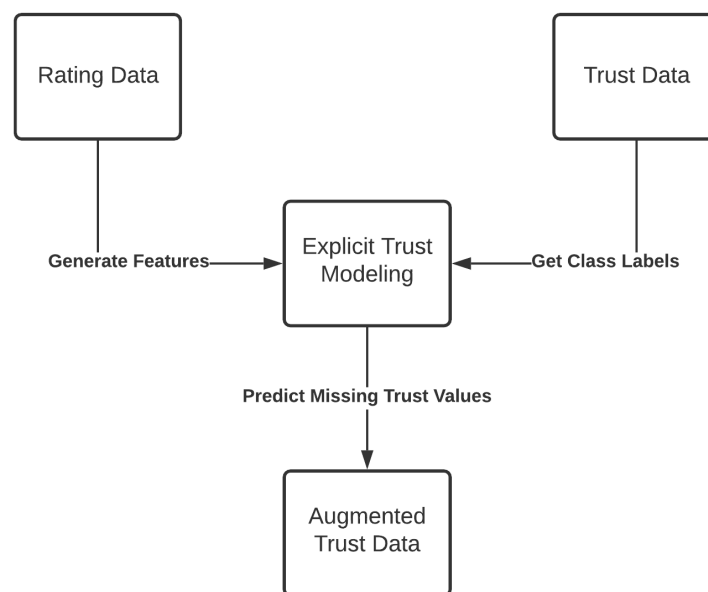 Rating Data
Trust Data
Generate Features
Explicit Trust
Modeling
Get Class Labels
Predict Missing Trust Values
Augmented
Trust Data